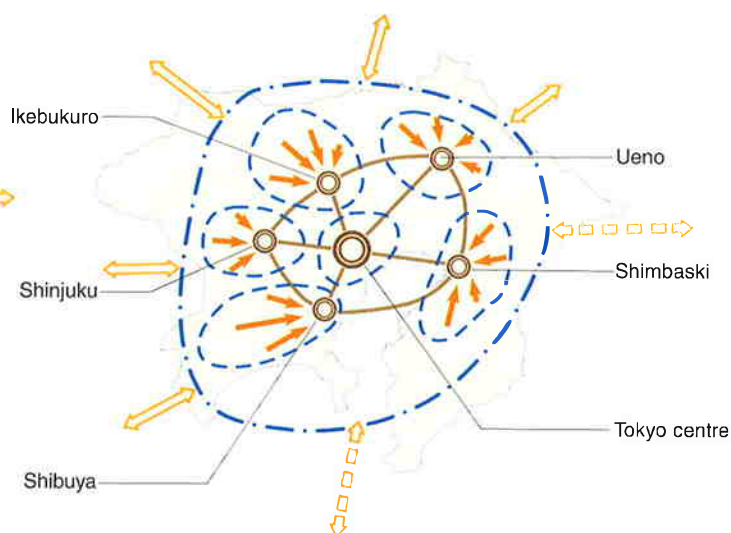 Ikebukuro
Ueno
Shinjuku
Shimbaski
Tokyo centre
Shibuya